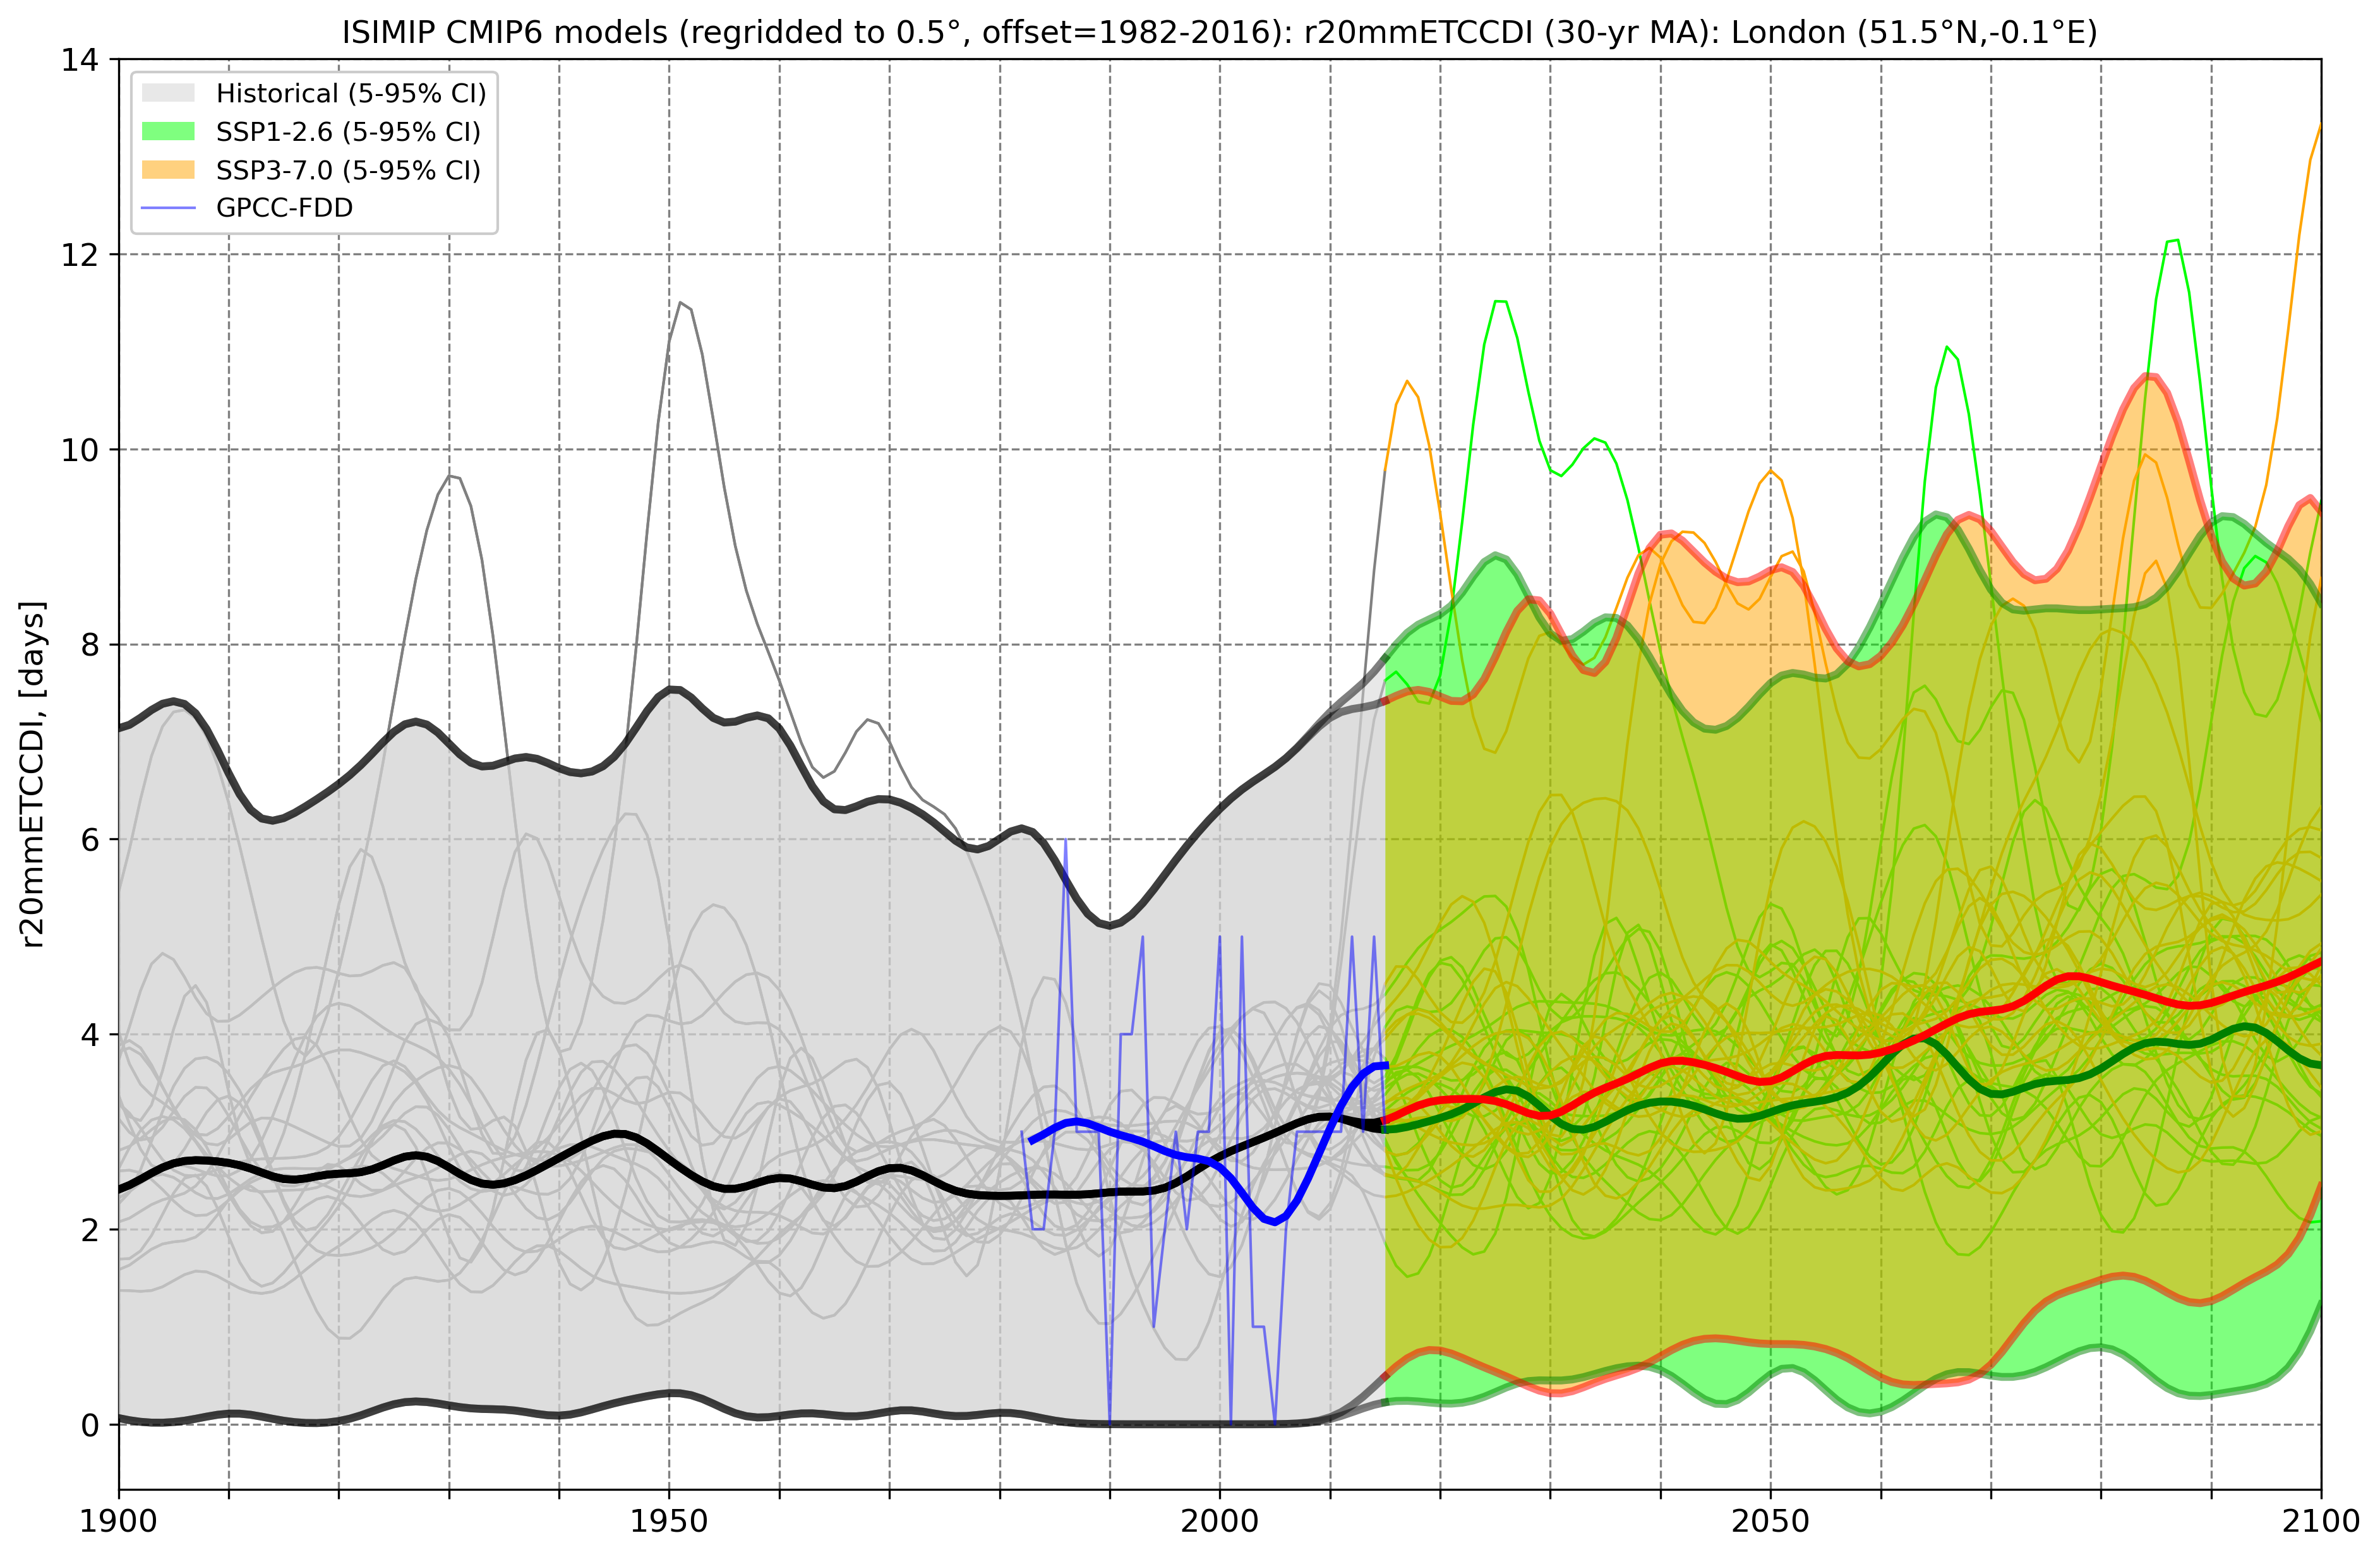 ISIMIP CMIP6 models (regridded to 0.5°, offset=1982-2016): r20mmETCCDI (30-yr MA): London (51.5°N,-0.1°E)
Historical (5-95% CI)
SSP1-2.6 (5-95% CI)
SSP3-7.0 (5-95% CI)
GPCC-FDD
r20mmETCCDI, [days]
14
12
10
8
6
4
2
0
1900
1950
2000
2050
2100